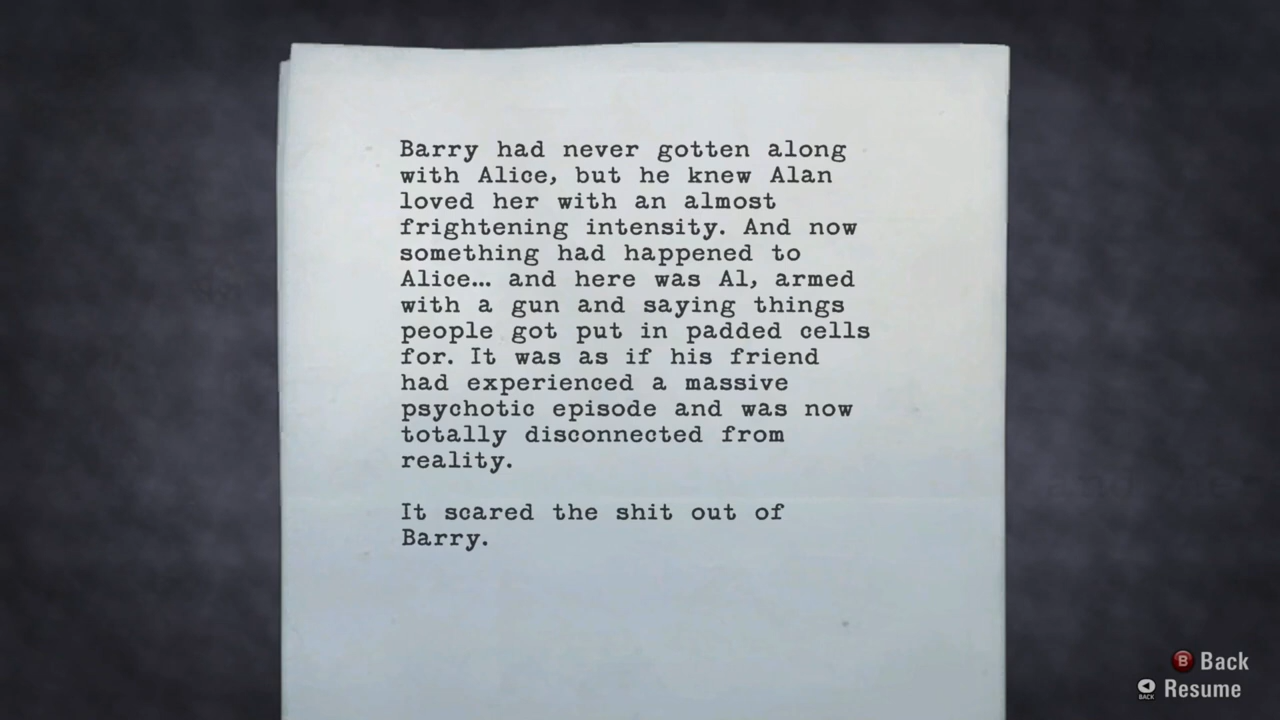 Barry had never gotten along
with Alice, but he knew Alan
loved her with an almost
frightening intensity. And now
something had happened to
Alice… and here was Al, armed
with a gun and saying things
people got put in padded cells
for. It was as if his friend
had experienced a massive
psychotic episode and was now
totally disconnected from
reality.
It scared the shit out of
Barry.
B Back
BACK Resume